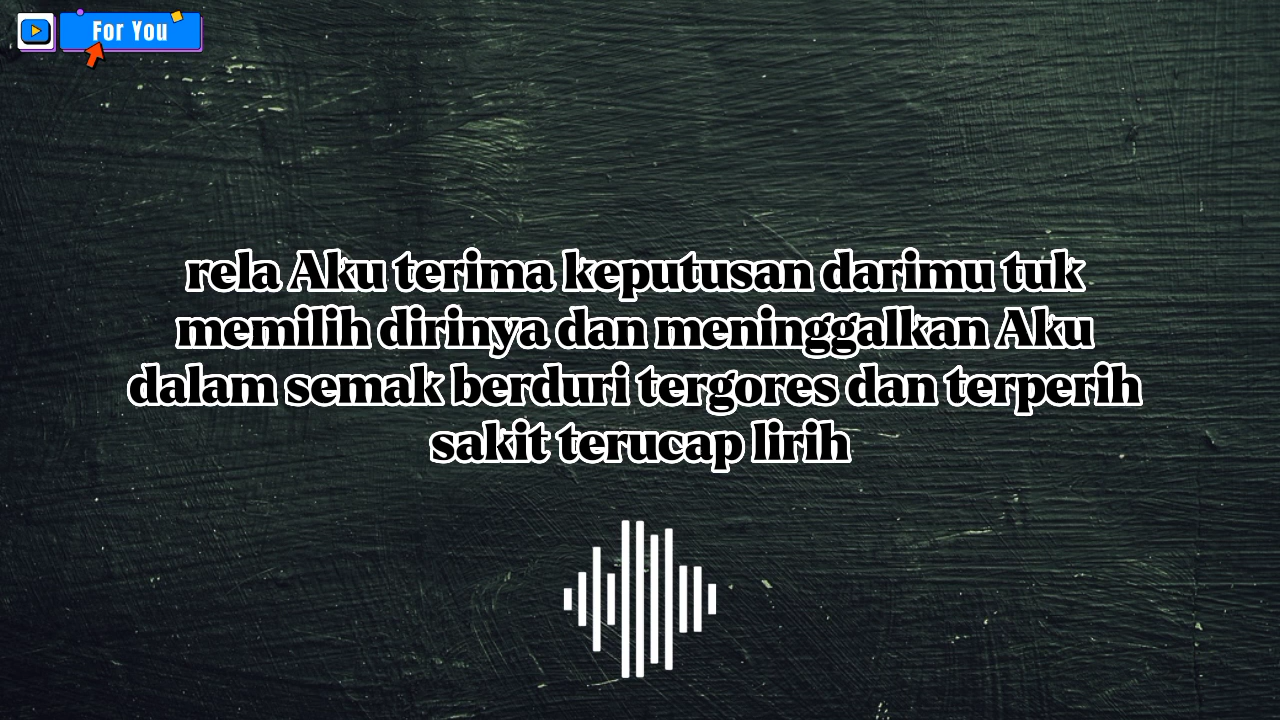 For You
rela Aku terima keputusan darimu tuk
memilih dirinya dan meninggalkan Aku
dalam semak berduri tergores dan terperih
sakit terucap lirih